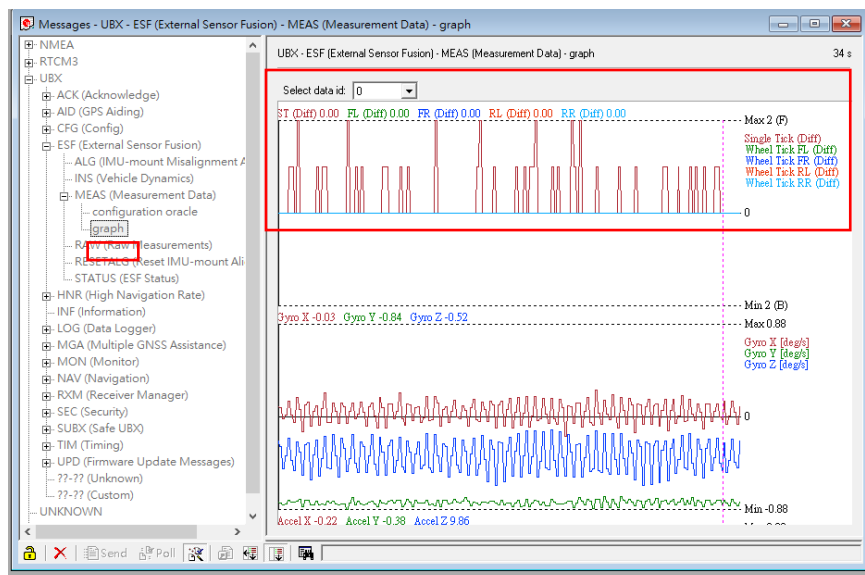 Messages - UBX - ESF (External Sensor Fusion) - MEAS (Measurement Data) - graph
NMEA
RTCM3
UBX
ACK (Acknowledge)
AID (GPS Aiding)
CFG (Config)
ESF (External Sensor Fusion)
ALG (IMU-mount Misalignment A
INS (Vehicle Dynamics)
MEAS (Measurement Data)
configuration oracle
graph
RAW (Raw Measurements)
RESETALG (Reset IMU-mount Ali
STATUS (ESF Status)
HNR (High Navigation Rate)
INF (Information)
LOG (Data Logger)
MGA (Multiple GNSS Assistance)
MON (Monitor)
NAV (Navigation)
RXM (Receiver Manager)
SEC (Security)
SUBX (Safe UBX)
TIM (Timing)
UPD (Firmware Update Messages)
??-?? (Unknown)
??-?? (Custom)
UNKNOWN
UBX - ESF (External Sensor Fusion) - MEAS (Measurement Data) - graph 34 s
Select data id: 0
ST (Diff) 0.00 FL (Diff) 0.00 FR (Diff) 0.00 RL (Diff) 0.00 RR (Diff) 0.00
Max 2 (F)
Single Tick (Diff)
Wheel Tick FL (Diff)
Wheel Tick FR (Diff)
Wheel Tick RL (Diff)
Wheel Tick RR (Diff)
0
Min 2 (B)
Gyro X -0.03 Gyro Y -0.84 Gyro Z -0.52
Max 0.88
Gyro X [deg/s]
Gyro Y [deg/s]
Gyro Z [deg/s]
0
Min -0.88
Accel X -0.22 Accel Y -0.38 Accel Z 9.86
Send Poll